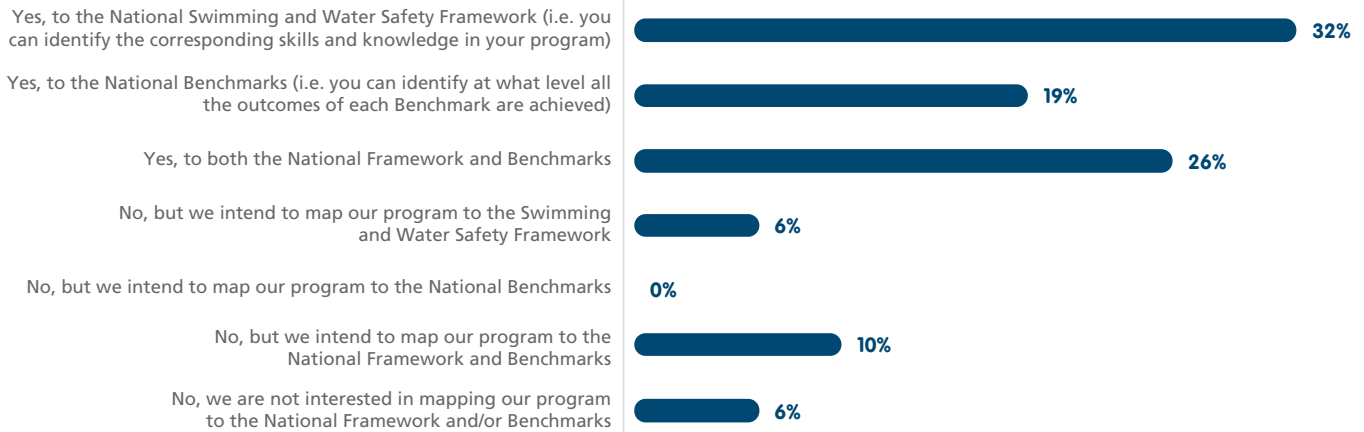 Yes, to the National Swimming and Water Safety Framework (i.e. you
can identify the corresponding skills and knowledge in your program)
32%
Yes, to the National Benchmarks (i.e. you can identify at what level all
the outcomes of each Benchmark are achieved)
19%
Yes, to both the National Framework and Benchmarks
26%
No, but we intend to map our program to the Swimming
and Water Safety Framework
6%
No, but we intend to map our program to the National Benchmarks
0%
No, but we intend to map our program to the
National Framework and Benchmarks
10%
No, we are not interested in mapping our program
to the National Framework and/or Benchmarks
6%